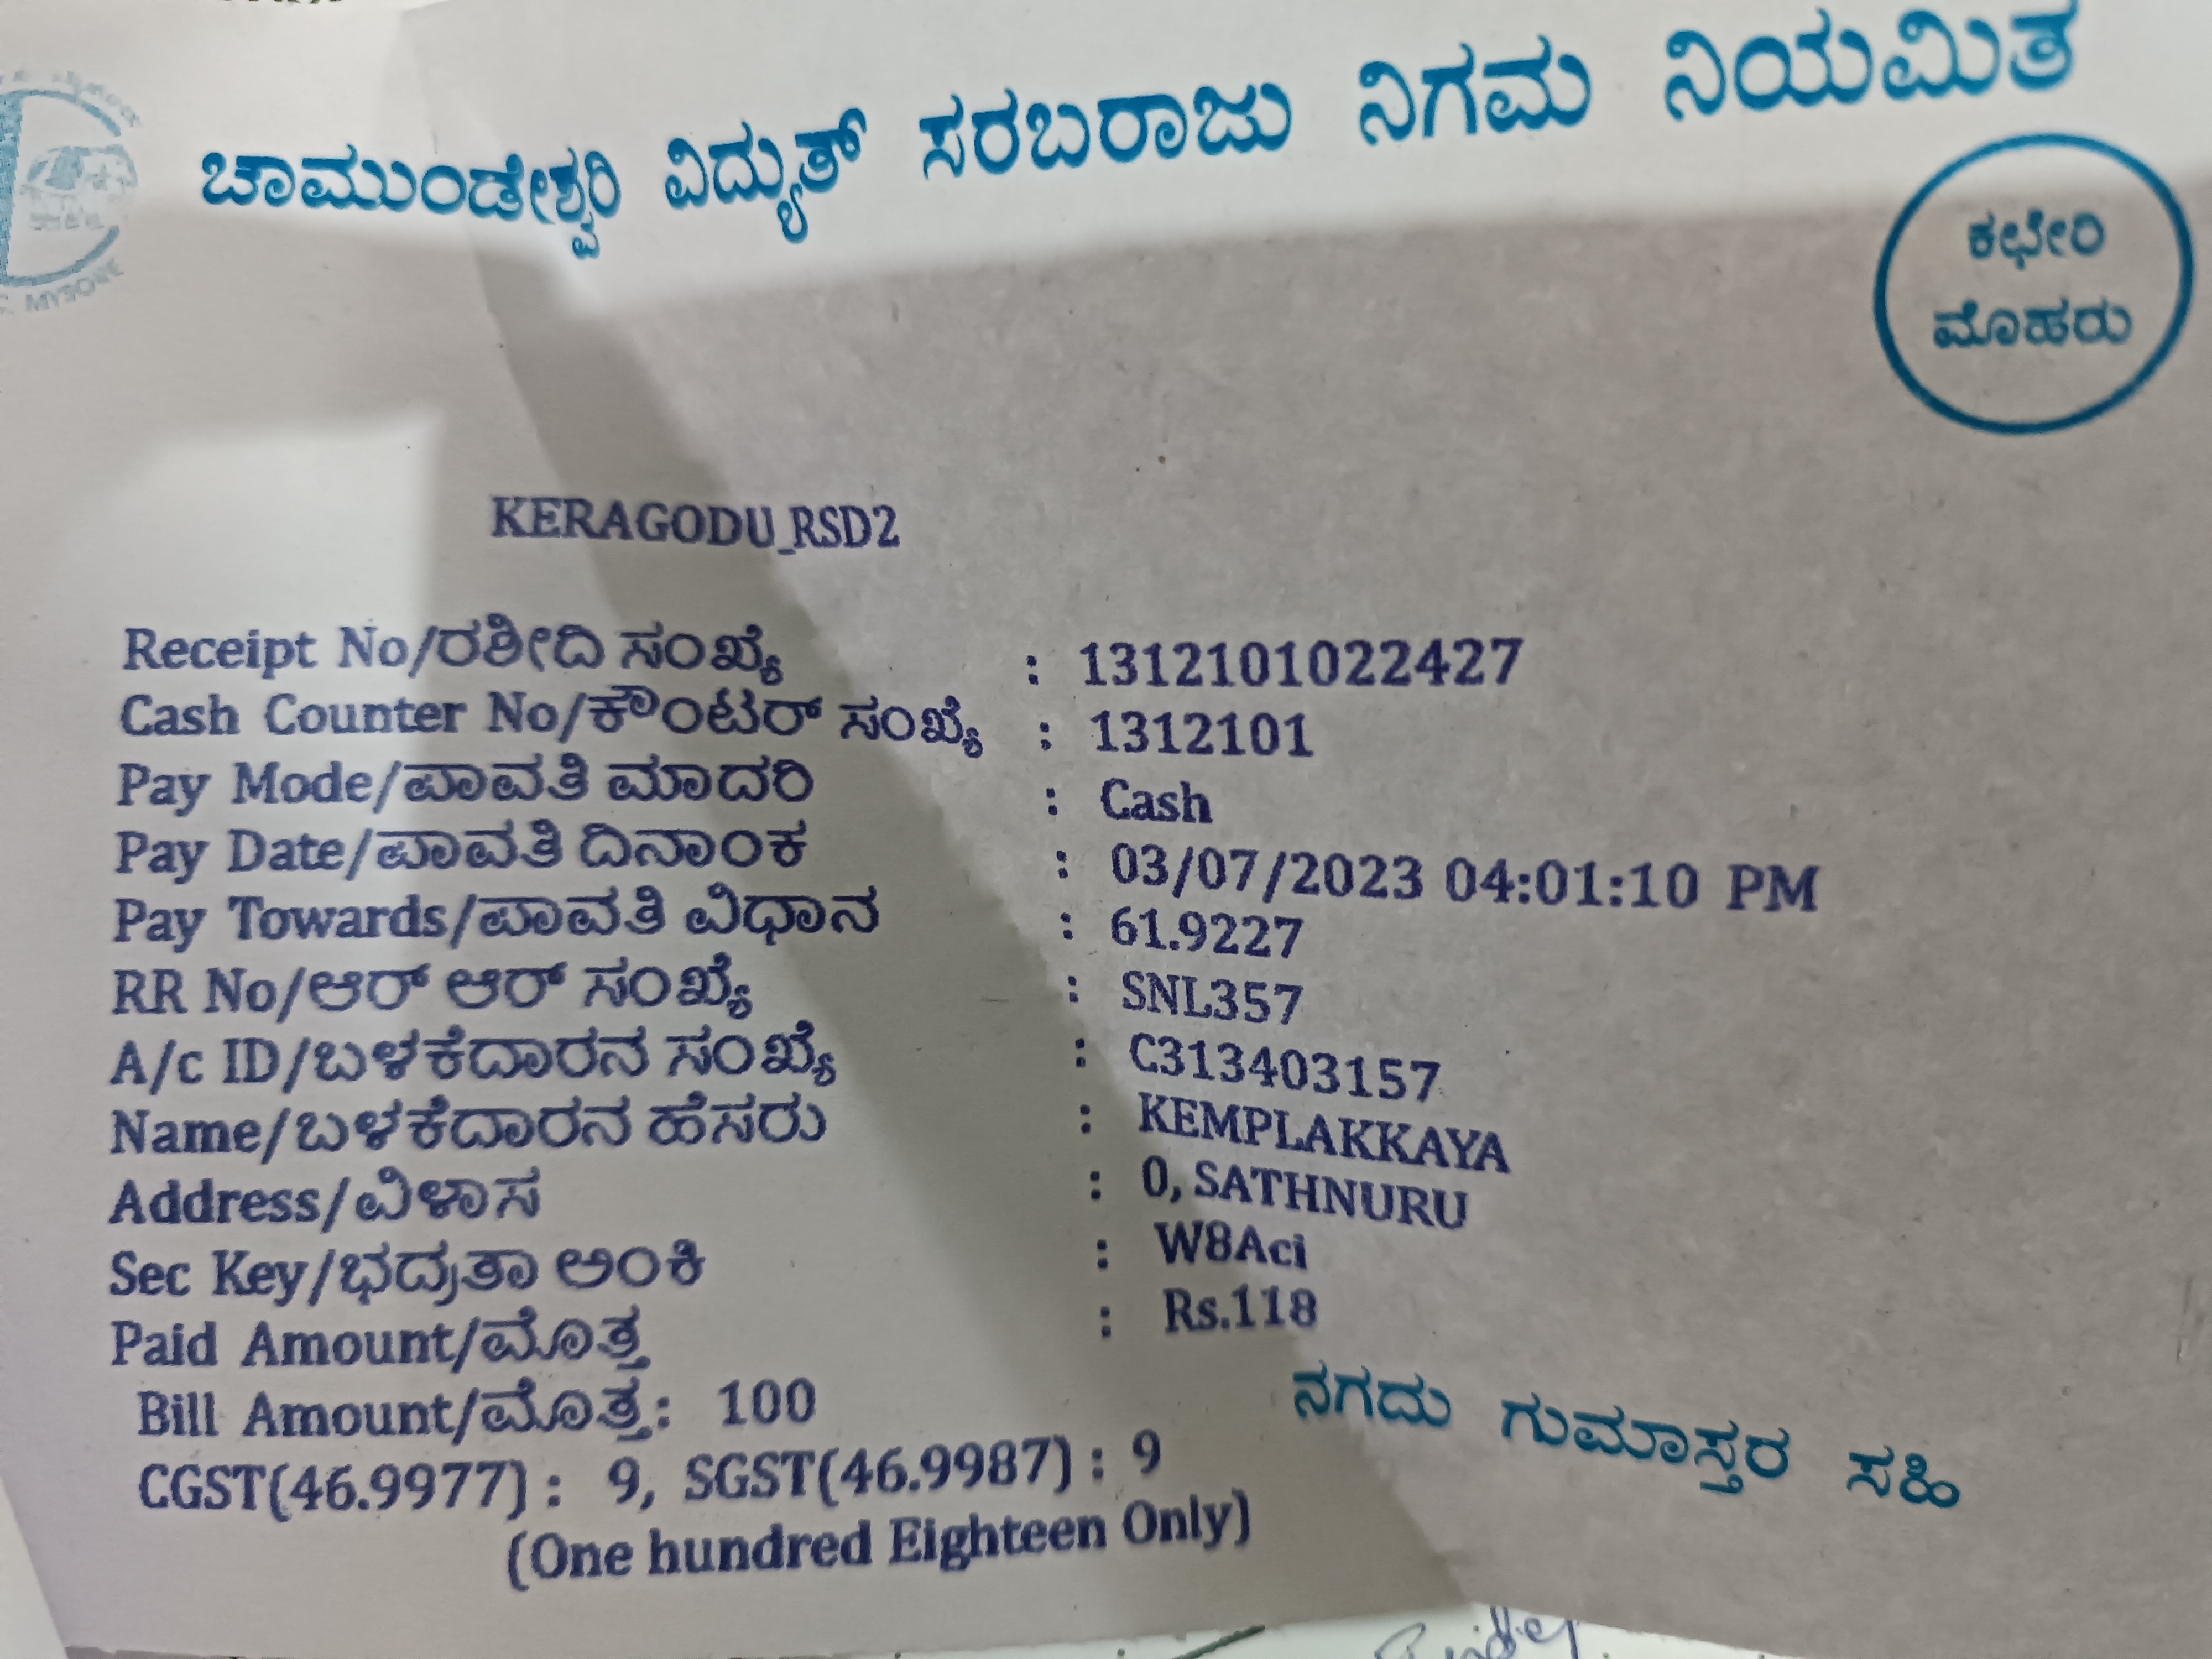 ಚಾಮುಂಡೇಶ್ವರಿ ವಿದ್ಯುತ್ ಸರಬರಾಜು ನಿಗಮ ನಿಯಮಿತ
MYSORE
ಕಛೇರಿ
ಮೊಹರು
KERAGODU_RSD2
Receipt No/ರಶೀದಿ ಸಂಖ್ಯೆ : 1312101022427
Cash Counter No/ಕೌಂಟರ್ ಸಂಖ್ಯೆ : 1312101
Pay Mode/ಪಾವತಿ ಮಾದರಿ : Cash
Pay Date/ಪಾವತಿ ದಿನಾಂಕ : 03/07/2023 04:01:10 PM
Pay Towards/ಪಾವತಿ ವಿಧಾನ : 61.9227
RR No/ಆರ್ ಆರ್ ಸಂಖ್ಯೆ : SNL357
A/c ID/ಬಳಕೆದಾರನ ಸಂಖ್ಯೆ : C313403157
Name/ಬಳಕೆದಾರನ ಹೆಸರು : KEMPLAKKAYA
Address/ವಿಳಾಸ : 0, SATHNURU
Sec Key/ಭದ್ರತಾ ಅಂಕಿ : W8Aci
Paid Amount/ಮೊತ್ತ : Rs.118
Bill Amount/ಮೊತ್ತ : 100
CGST(46.9977) : 9, SGST(46.9987) : 9
(One hundred Eighteen Only)
ನಗದು ಗುಮಾಸ್ತರ ಸಹಿ